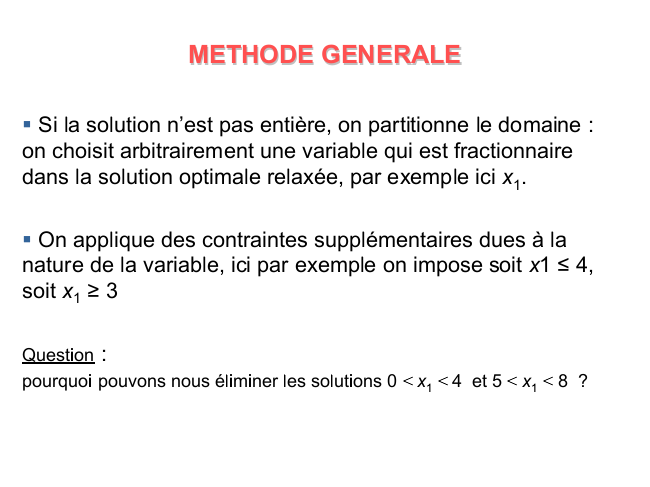 METHODE GENERALE
▪ Si la solution n’est pas entière, on partitionne le domaine :
on choisit arbitrairement une variable qui est fractionnaire
dans la solution optimale relaxée, par exemple ici x₁.
▪ On applique des contraintes supplémentaires dues à la
nature de la variable, ici par exemple on impose soit x1 ≤ 4,
soit x₁ ≥ 3
Question :
pourquoi pouvons nous éliminer les solutions 0 < x₁ < 4 et 5 < x₁ < 8 ?